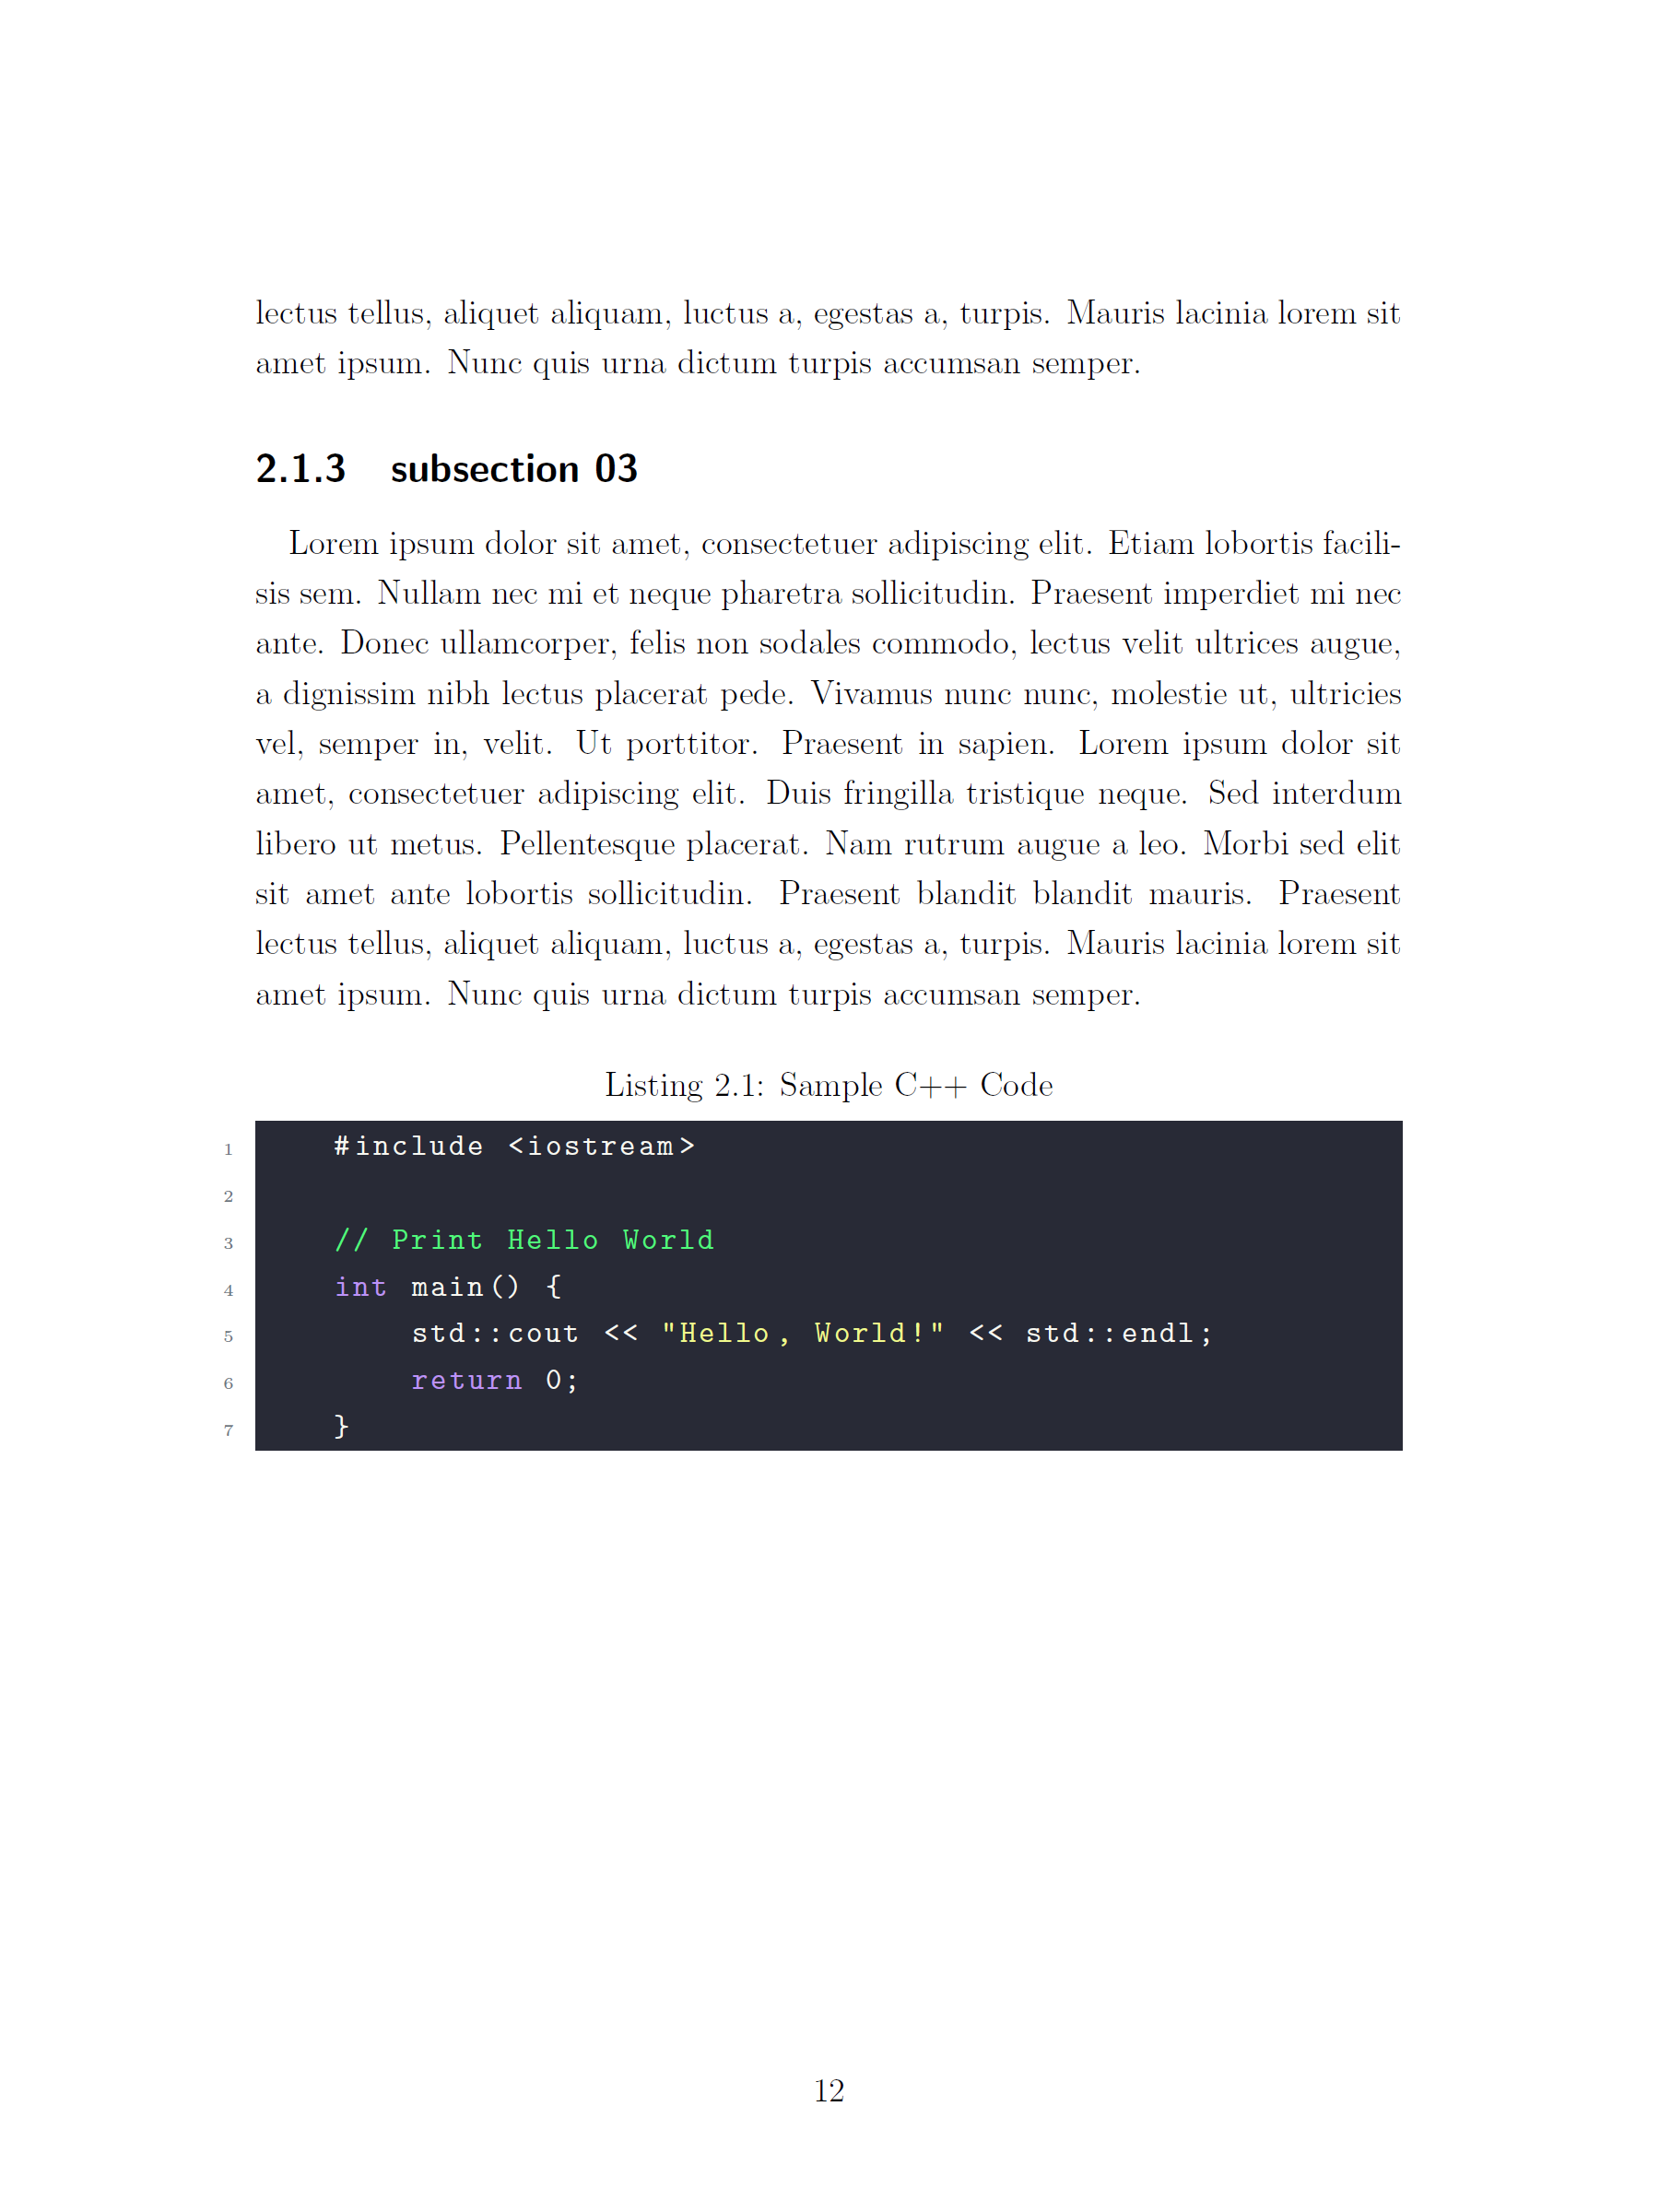 lectus tellus, aliquet aliquam, luctus a, egestas a, turpis. Mauris lacinia lorem sit
amet ipsum. Nunc quis urna dictum turpis accumsan semper.
2.1.3 subsection 03
Lorem ipsum dolor sit amet, consectetuer adipiscing elit. Etiam lobortis facili-
sis sem. Nullam nec mi et neque pharetra sollicitudin. Praesent imperdiet mi nec
ante. Donec ullamcorper, felis non sodales commodo, lectus velit ultrices augue,
a dignissim nibh lectus placerat pede. Vivamus nunc nunc, molestie ut, ultricies
vel, semper in, velit. Ut porttitor. Praesent in sapien. Lorem ipsum dolor sit
amet, consectetuer adipiscing elit. Duis fringilla tristique neque. Sed interdum
libero ut metus. Pellentesque placerat. Nam rutrum augue a leo. Morbi sed elit
sit amet ante lobortis sollicitudin. Praesent blandit blandit mauris. Praesent
lectus tellus, aliquet aliquam, luctus a, egestas a, turpis. Mauris lacinia lorem sit
amet ipsum. Nunc quis urna dictum turpis accumsan semper.
Listing 2.1: Sample C++ Code
1 #include <iostream>
2
3 // Print Hello World
4 int main() {
5 std::cout << "Hello, World!" << std::endl;
6 return 0;
7 }
12